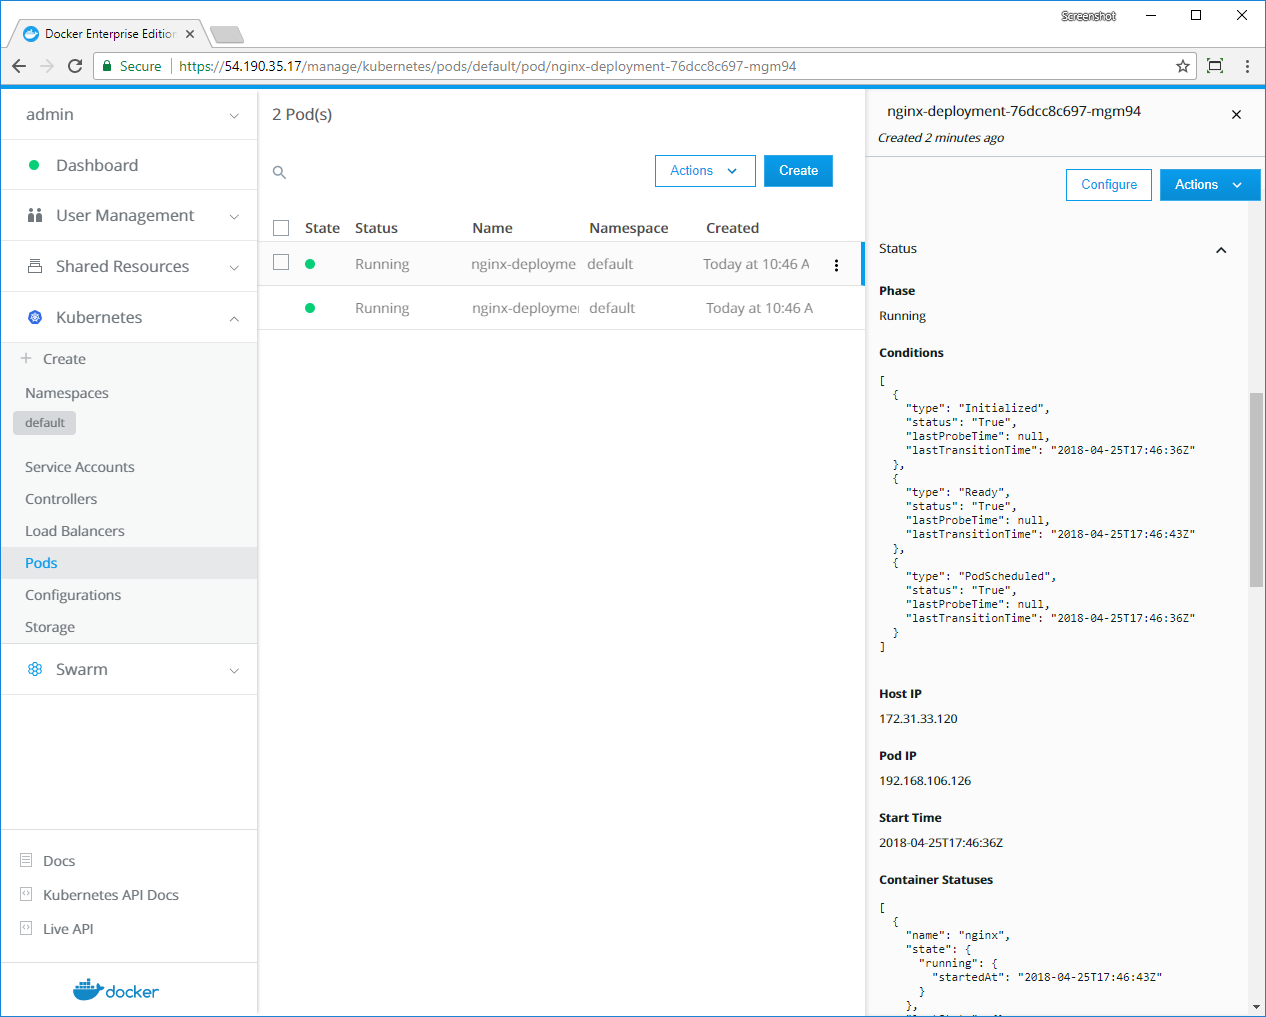 Screenshot
Docker Enterprise Edition
Secure
https://54.190.35.17/manage/kubernetes/pods/default/pod/nginx-deployment-76dcc8c697-mgm94
admin
Dashboard
User Management
Shared Resources
Kubernetes
Create
Namespaces
default
Service Accounts
Controllers
Load Balancers
Pods
Configurations
Storage
Swarm
Docs
Kubernetes API Docs
Live API
docker
2 Pod(s)
Actions
Create
State Status Name Namespace Created
Running nginx-deployme default Today at 10:46 A
Running nginx-deploymen default Today at 10:46 A
nginx-deployment-76dcc8c697-mgm94
Created 2 minutes ago
Configure
Actions
Status
Phase
Running
Conditions
[
{
"type": "Initialized",
"status": "True",
"lastProbeTime": null,
"lastTransitionTime": "2018-04-25T17:46:36Z"
},
{
"type": "Ready",
"status": "True",
"lastProbeTime": null,
"lastTransitionTime": "2018-04-25T17:46:43Z"
},
{
"type": "PodScheduled",
"status": "True",
"lastProbeTime": null,
"lastTransitionTime": "2018-04-25T17:46:36Z"
}
]
Host IP
172.31.33.120
Pod IP
192.168.106.126
Start Time
2018-04-25T17:46:36Z
Container Statuses
[
{
"name": "nginx",
"state": {
"running": {
"startedAt": "2018-04-25T17:46:43Z"
}
},